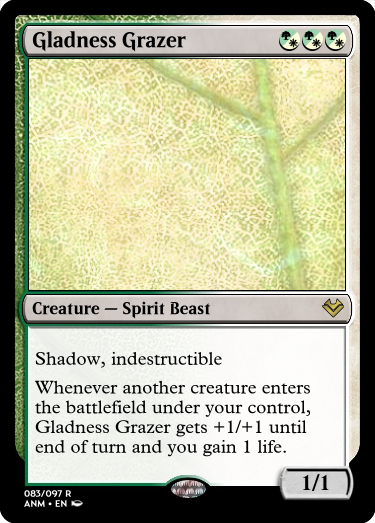 Gladness Grazer
Creature — Spirit Beast
Shadow, indestructible
Whenever another creature enters
the battlefield under your control,
Gladness Grazer gets +1/+1 until
end of turn and you gain 1 life.
1/1
083/097 R
ANM • EN